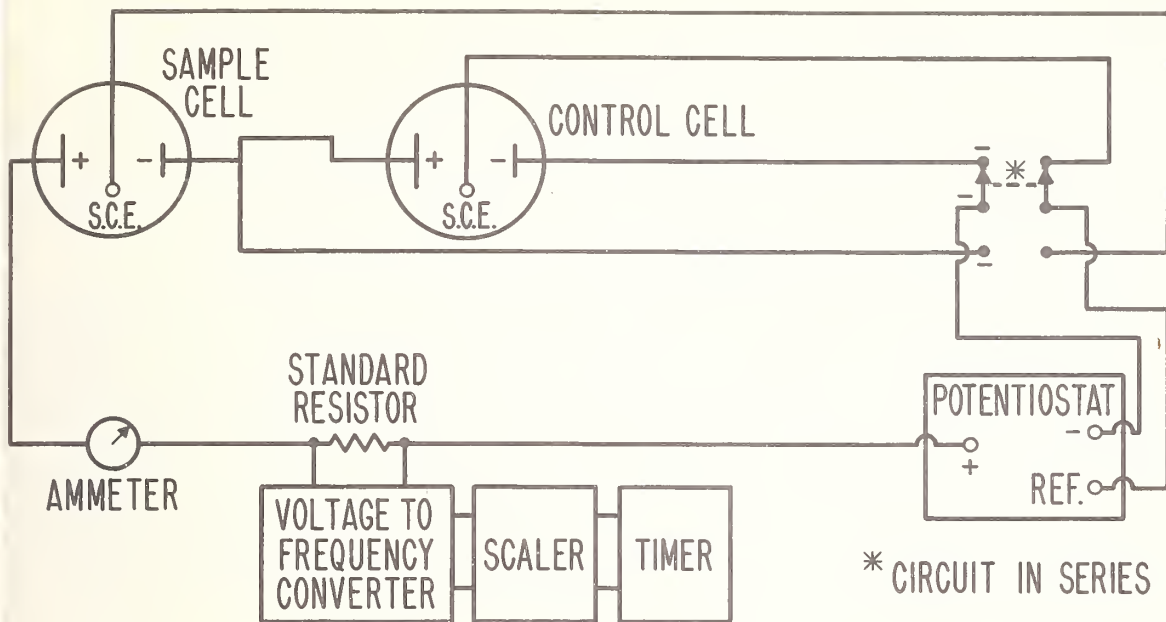 SAMPLE
CELL
CONTROL CELL
+ -
S.C.E.
+ -
S.C.E.
-
*
-
-
STANDARD
RESISTOR
POTENTIOSTAT
-
+
REF.
AMMETER
VOLTAGE TO
FREQUENCY
CONVERTER
SCALER
TIMER
* CIRCUIT IN SERIES